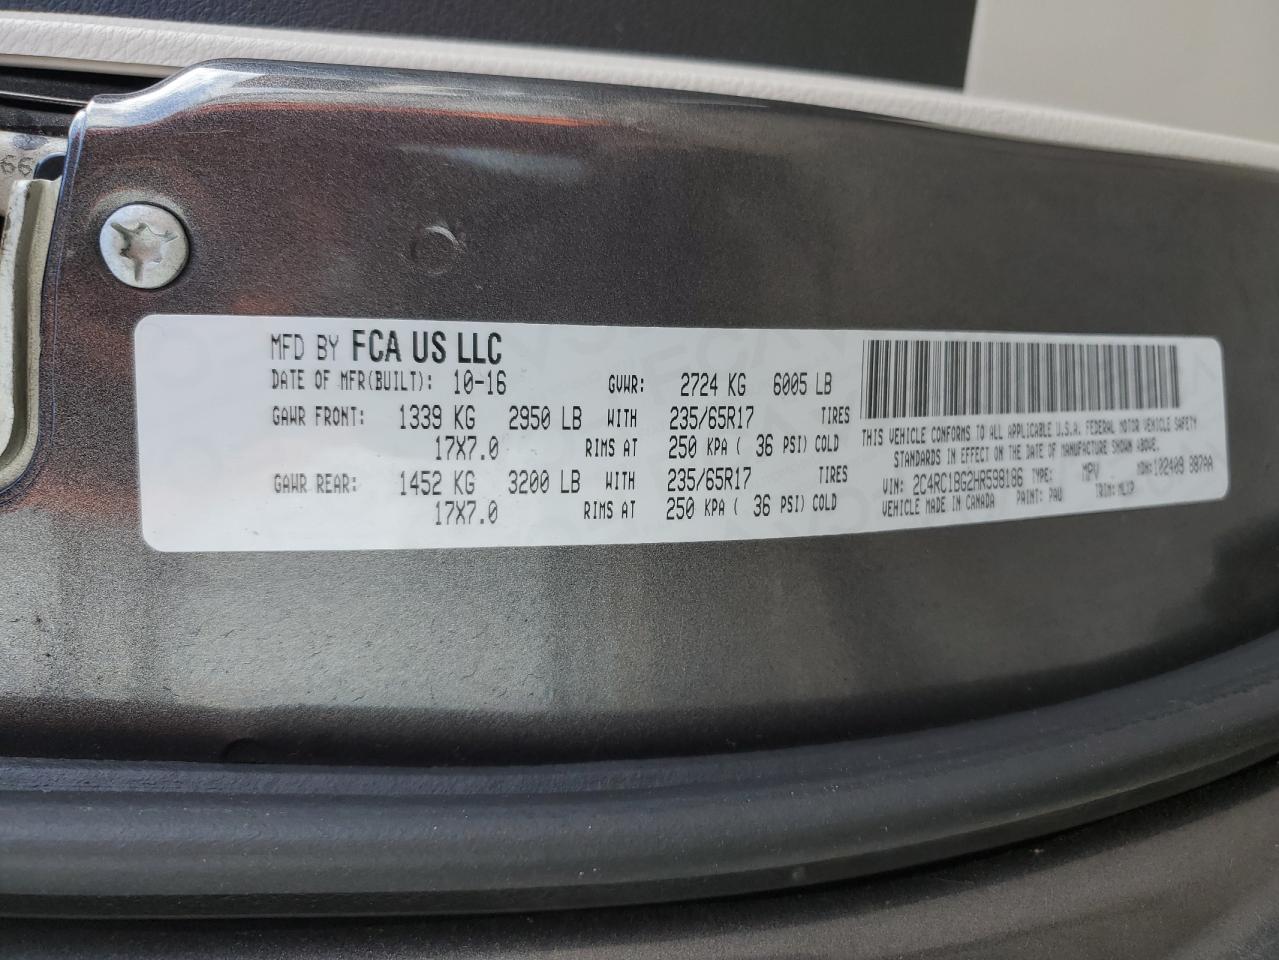 MFD BY FCA US LLC
DATE OF MFR(BUILT): 10-16 GVWR: 2724 KG 6005 LB
GAWR FRONT: 1339 KG 2950 LB WITH 235/65R17 TIRES
17X7.0 RIMS AT 250 KPA ( 36 PSI) COLD
GAWR REAR: 1452 KG 3200 LB WITH 235/65R17 TIRES
17X7.0 RIMS AT 250 KPA ( 36 PSI) COLD
THIS VEHICLE CONFORMS TO ALL APPLICABLE U.S.A. FEDERAL MOTOR VEHICLE SAFETY
STANDARDS IN EFFECT ON THE DATE OF MANUFACTURE SHOWN ABOVE.
VIN: 2C4RC1BG2HR598186 TYPE: MPV MDH:102409 087AA
VEHICLE MADE IN CANADA PAINT: PAU TRIM: